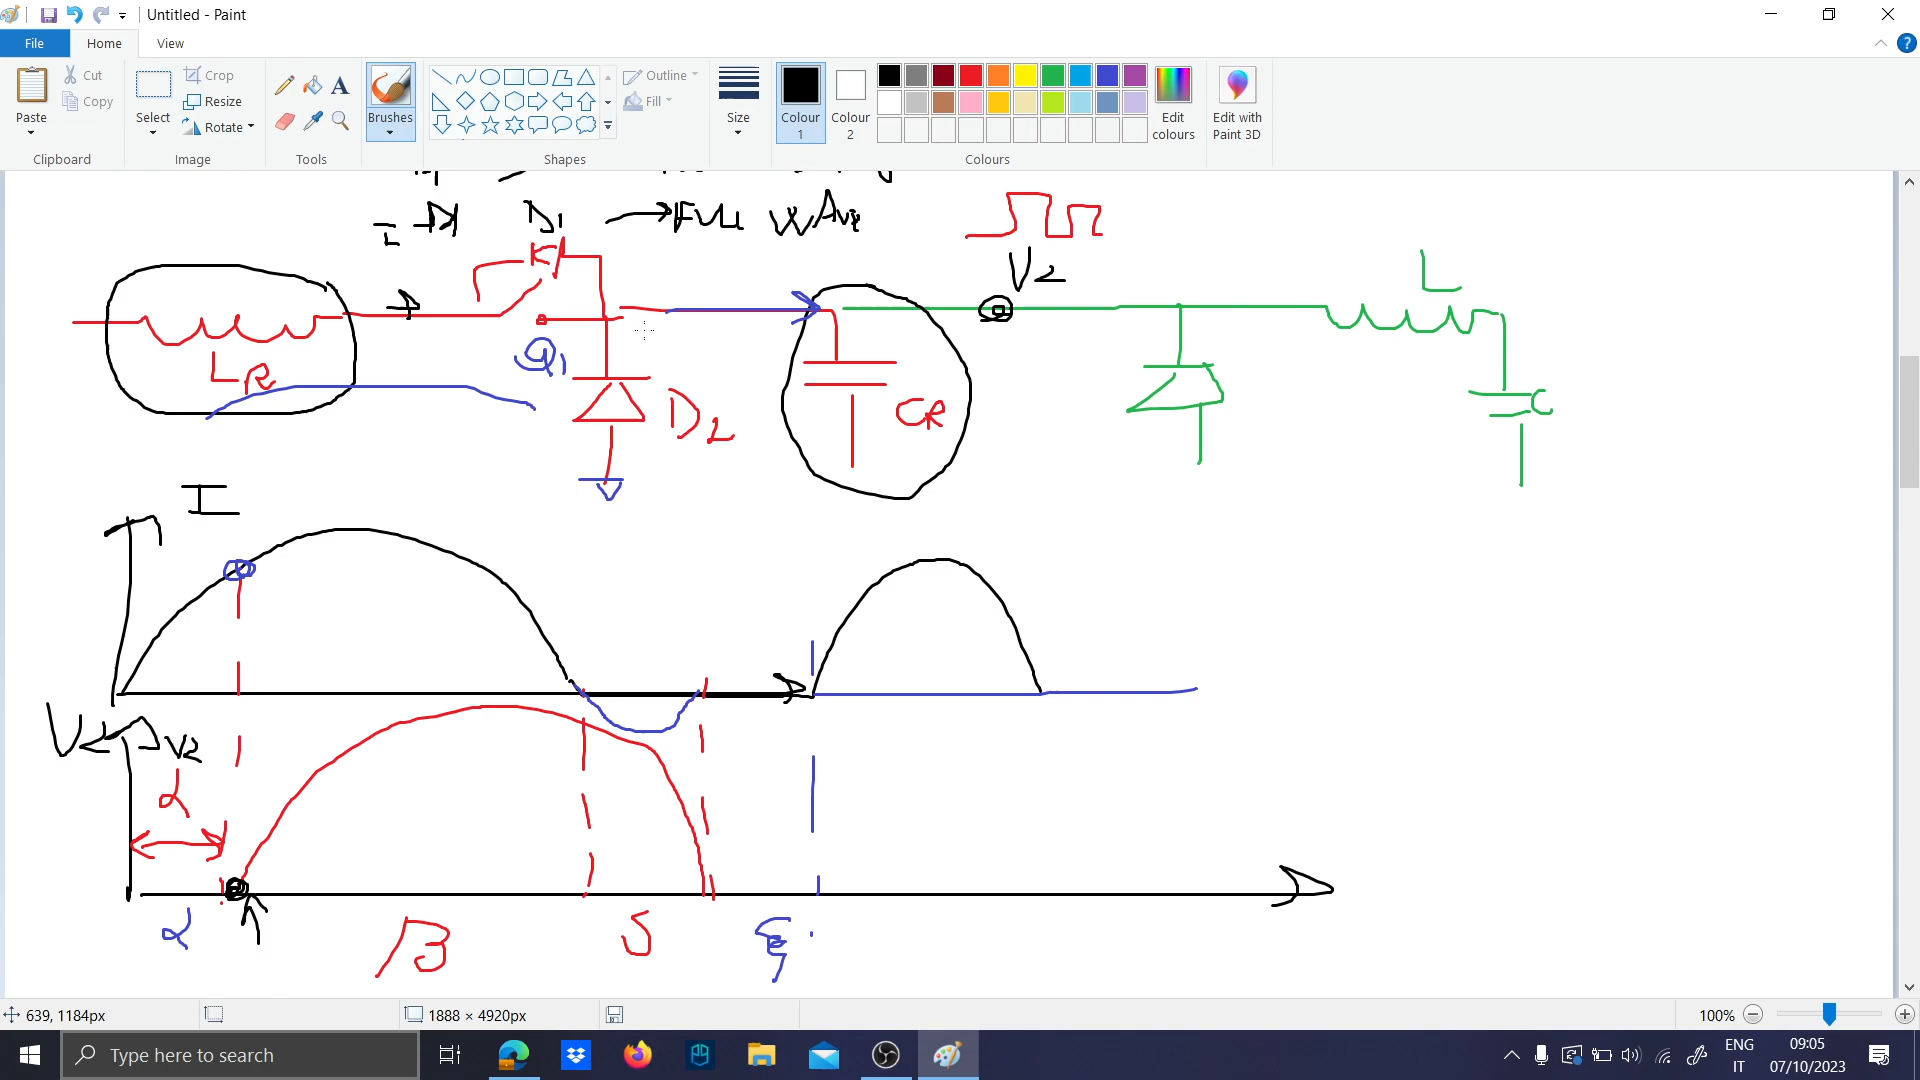 Untitled - Paint
File
Home
View
Paste
Cut
Copy
Clipboard
Select
Crop
Resize
Rotate
Image
Tools
Brushes
Shapes
Outline
Fill
Size
Colour 1
Colour 2
Colours
Edit colours
Edit with Paint 3D
D1 → FULL WAVE
V2
L
LR
Q1
D2
CR
C
I
V
V2
α
α
β
δ
ξ
639, 1184px
1888 × 4920px
100%
Type here to search
ENG
IT
09:05
07/10/2023